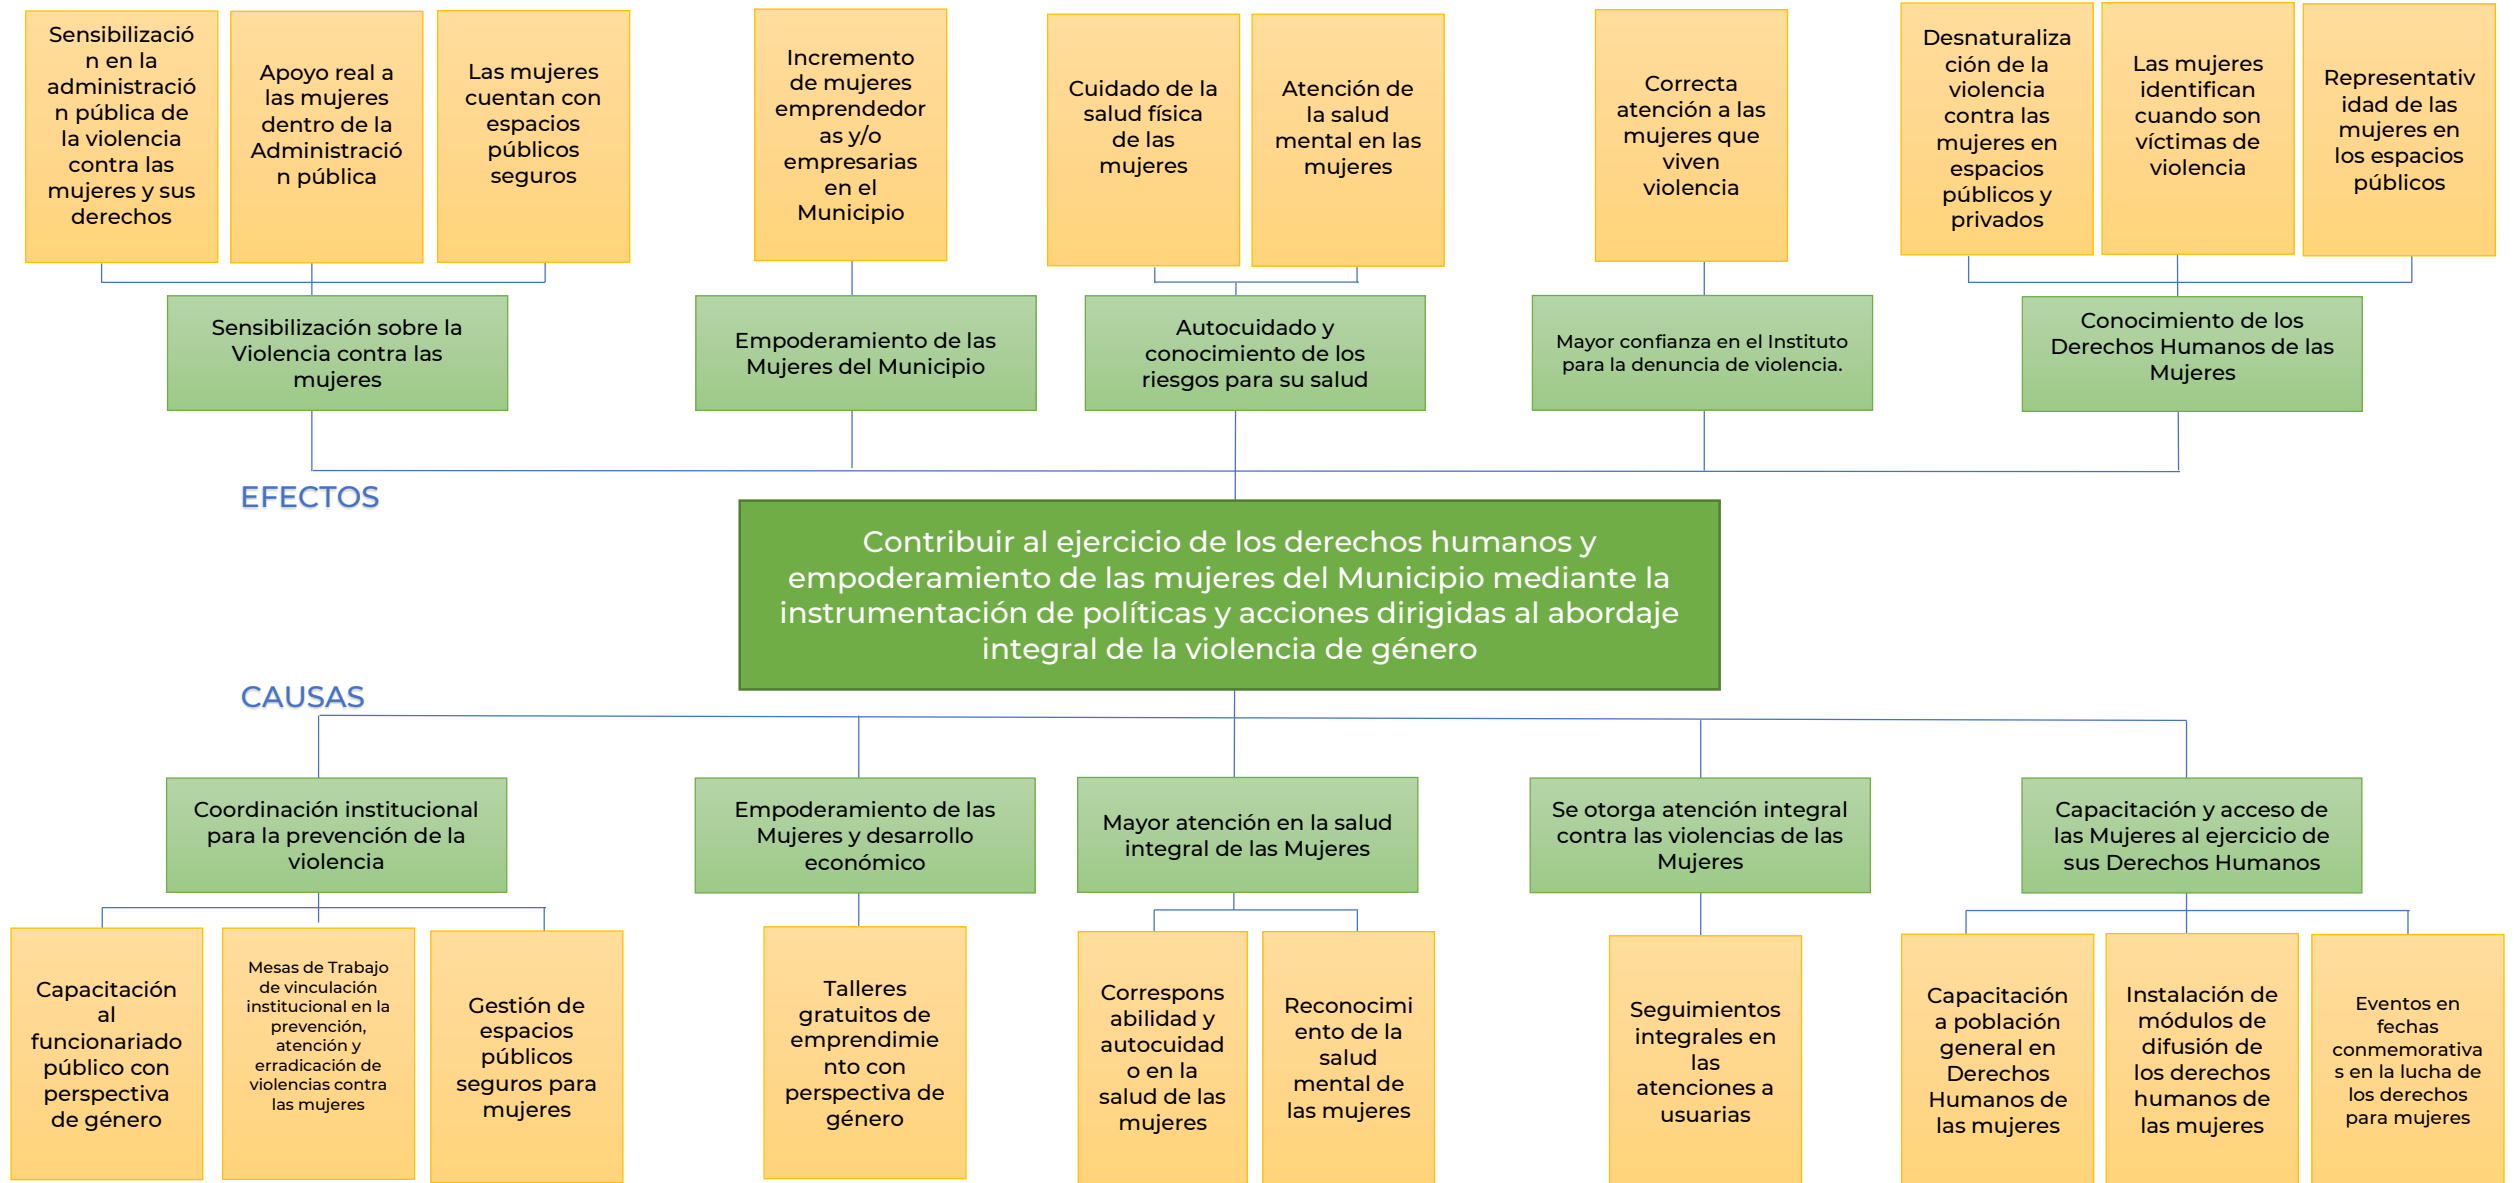 Sensibilizació
n en la
administració
n pública de
la violencia
contra las
mujeres y sus
derechos
Apoyo real a
las mujeres
dentro de la
Administració
n pública
Las mujeres
cuentan con
espacios
públicos
seguros
Incremento
de mujeres
emprendedor
as y/o
empresarias
en el
Municipio
Cuidado de la
salud física
de las
mujeres
Atención de
la salud
mental en las
mujeres
Correcta
atención a las
mujeres que
viven
violencia
Desnaturaliza
ción de la
violencia
contra las
mujeres en
espacios
públicos y
privados
Las mujeres
identifican
cuando son
víctimas de
violencia
Representativ
idad de las
mujeres en
los espacios
públicos
Sensibilización sobre la
Violencia contra las
mujeres
Empoderamiento de las
Mujeres del Municipio
Autocuidado y
conocimiento de los
riesgos para su salud
Mayor confianza en el Instituto
para la denuncia de violencia.
Conocimiento de los
Derechos Humanos de las
Mujeres
EFECTOS
Contribuir al ejercicio de los derechos humanos y
empoderamiento de las mujeres del Municipio mediante la
instrumentación de políticas y acciones dirigidas al abordaje
integral de la violencia de género
CAUSAS
Coordinación institucional
para la prevención de la
violencia
Empoderamiento de las
Mujeres y desarrollo
económico
Mayor atención en la salud
integral de las Mujeres
Se otorga atención integral
contra las violencias de las
Mujeres
Capacitación y acceso de
las Mujeres al ejercicio de
sus Derechos Humanos
Capacitación
al
funcionariado
público con
perspectiva
de género
Mesas de Trabajo
de vinculación
institucional en la
prevención,
atención y
erradicación de
violencias contra
las mujeres
Gestión de
espacios
públicos
seguros para
mujeres
Talleres
gratuitos de
emprendimie
nto con
perspectiva de
género
Correspons
abilidad y
autocuidad
o en la
salud de las
mujeres
Reconocimi
ento de la
salud
mental de
las mujeres
Seguimientos
integrales en
las
atenciones a
usuarias
Capacitación
a población
general en
Derechos
Humanos de
las mujeres
Instalación de
módulos de
difusión de
los derechos
humanos de
las mujeres
Eventos en
fechas
conmemorativa
s en la lucha de
los derechos
para mujeres